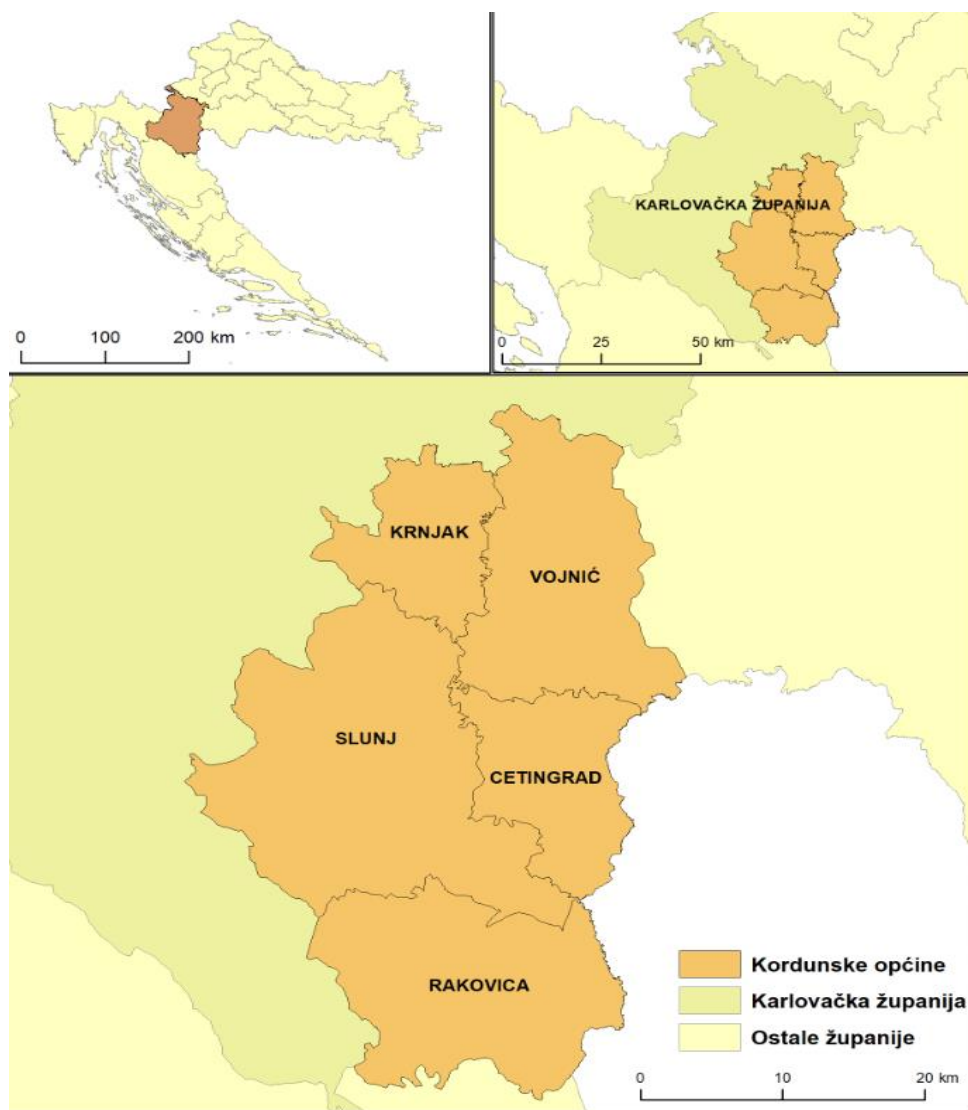 0 100 200 km
KARLOVAČKA ŽUPANIJA
0 25 50 km
KRNJAK
VOJNIĆ
SLUNJ
CETINGRAD
RAKOVICA
Kordunske općine
Karlovačka županija
Ostale županije
0 10 20 km